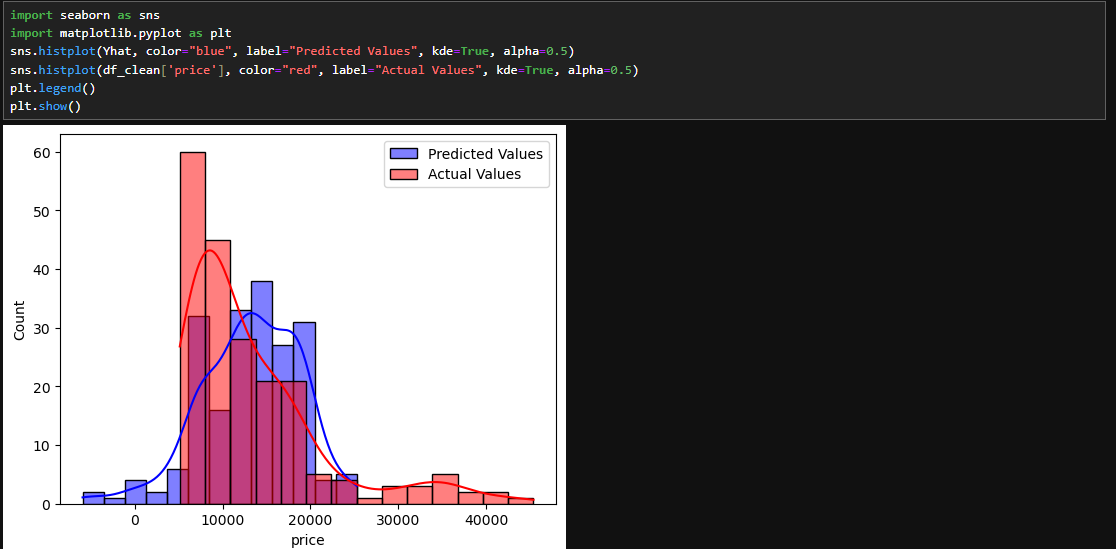 import seaborn as sns
import matplotlib.pyplot as plt
sns.histplot(Yhat, color="blue", label="Predicted Values", kde=True, alpha=0.5)
sns.histplot(df_clean['price'], color="red", label="Actual Values", kde=True, alpha=0.5)
plt.legend()
plt.show()
Predicted Values
Actual Values
60
50
40
30
20
10
0
Count
0 10000 20000 30000 40000
price